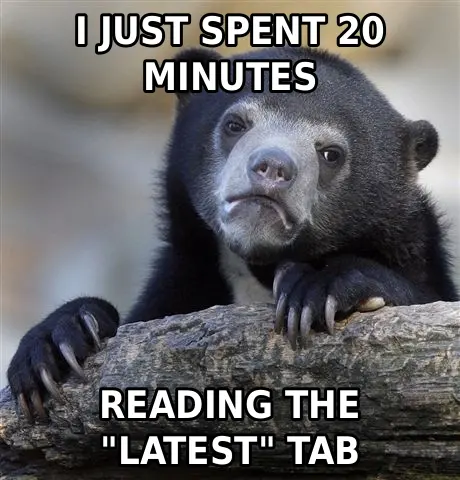 I JUST SPENT 20
MINUTES
READING THE
"LATEST" TAB